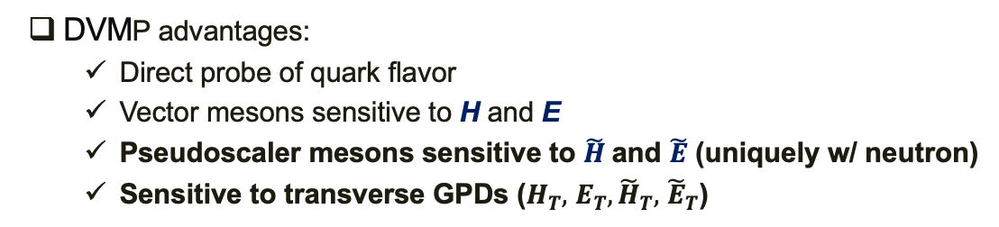 ❑ DVMP advantages:
✓ Direct probe of quark flavor
✓ Vector mesons sensitive to H and E
✓ Pseudoscaler mesons sensitive to H̃ and Ẽ (uniquely w/ neutron)
✓ Sensitive to transverse GPDs (H_T, E_T, H̃_T, Ẽ_T)